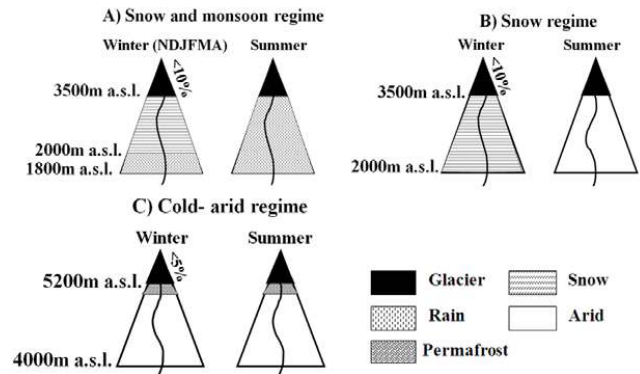 A) Snow and monsoon regime
Winter (NDJFMA) Summer
<10%
3500m a.s.l.
2000m a.s.l.
1800m a.s.l.
B) Snow regime
Winter Summer
<10%
3500m a.s.l.
2000m a.s.l.
C) Cold- arid regime
Winter Summer
<5%
5200m a.s.l.
4000m a.s.l.
Glacier Snow
Rain Arid
Permafrost